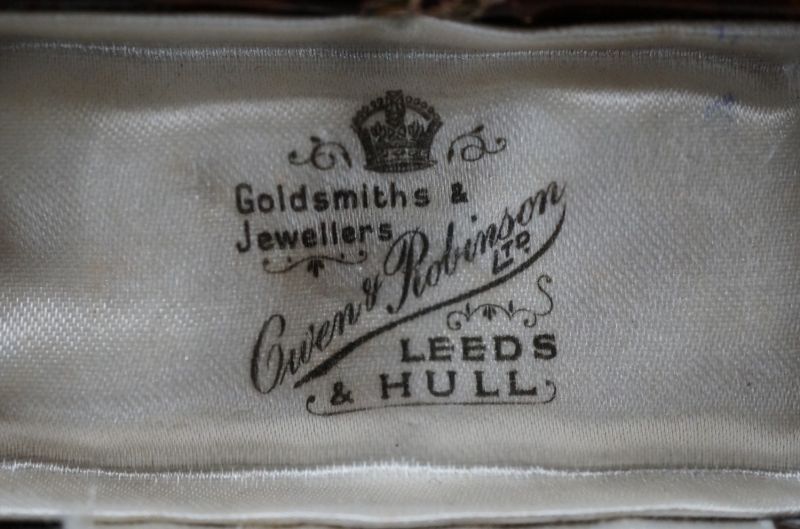 Goldsmiths &
Jewellers
Owen & Robinson
LTD.
LEEDS
& HULL.